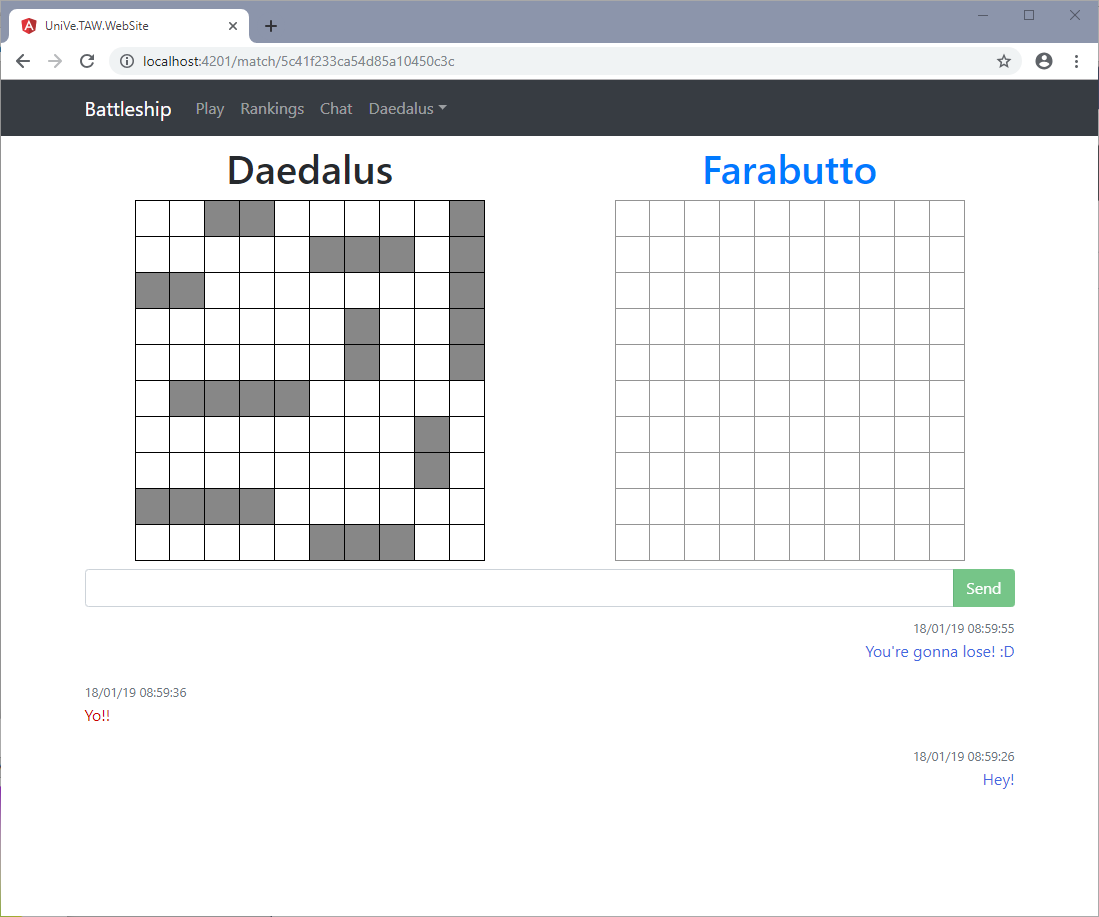 UniVe.TAW.WebSite
localhost:4201/match/5c41f233ca54d85a10450c3c
Battleship Play Rankings Chat Daedalus
Daedalus Farabutto
Send
18/01/19 08:59:55
You're gonna lose! :D
18/01/19 08:59:36
Yo!!
18/01/19 08:59:26
Hey!